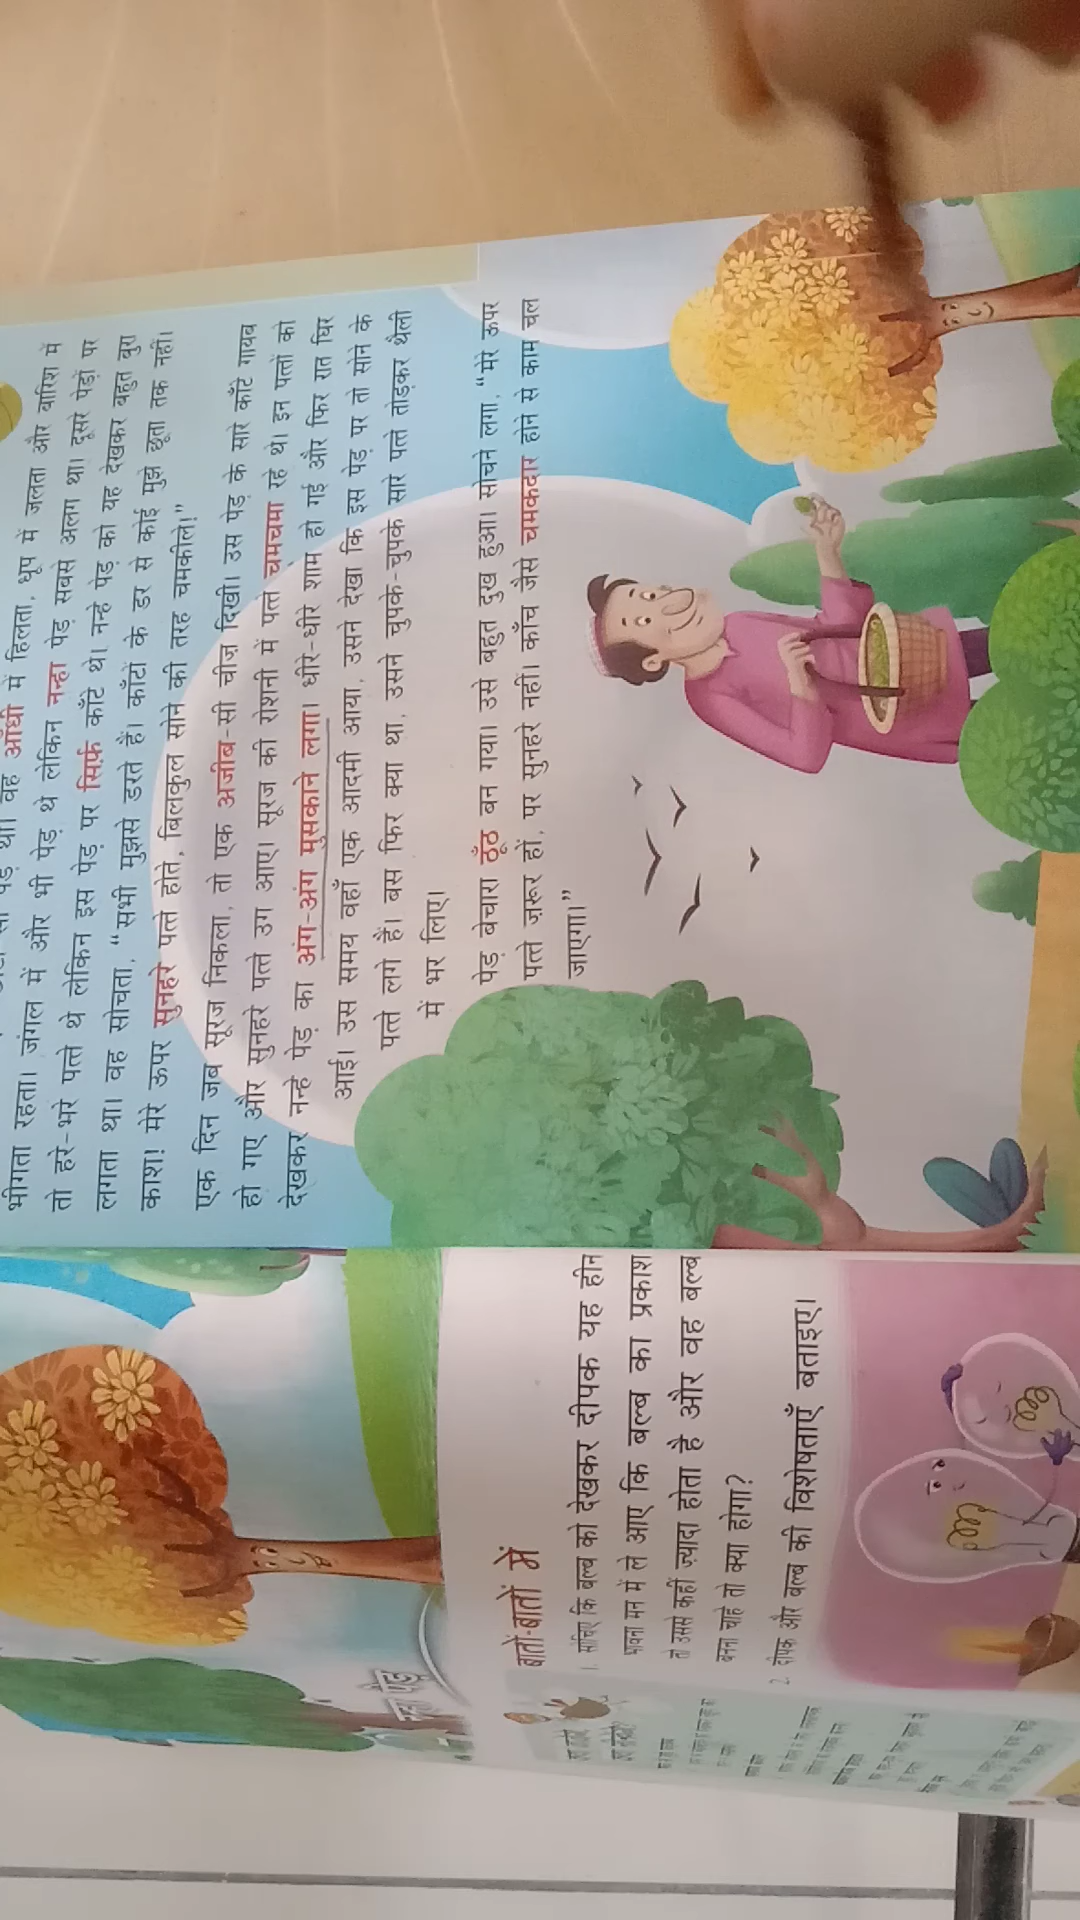 पेड़ था। वह आँधी में हिलता, धूप में जलता और बारिश में
भीगता रहता। जंगल में और भी पेड़ थे लेकिन नन्हा पेड़ सबसे अलग था। दूसरे पेड़ों पर
तो हरे-भरे पत्ते थे लेकिन इस पेड़ पर सिर्फ़ काँटे थे। नन्हे पेड़ को यह देखकर बहुत बुरा
लगता था। वह सोचता, “सभी मुझसे डरते हैं। काँटों के डर से कोई मुझे छूता तक नहीं।
काश! मेरे ऊपर सुनहरे पत्ते होते, बिलकुल सोने की तरह चमकीले!”
एक दिन जब सूरज निकला, तो एक अजीब-सी चीज़ दिखी। उस पेड़ के सारे काँटे गायब
हो गए और सुनहरे पत्ते उग आए। सूरज की रोशनी में पत्ते चमचमा रहे थे। इन पत्तों को
देखकर नन्हे पेड़ का अंग-अंग मुसकाने लगा। धीरे-धीरे शाम हो गई और फिर रात घिर
आई। उस समय वहाँ एक आदमी आया, उसने देखा कि इस पेड़ पर तो सोने के
पत्ते लगे हैं। बस फिर क्या था, उसने चुपके-चुपके सारे पत्ते तोड़कर थैली
में भर लिए।
पेड़ बेचारा ठूँठ बन गया। उसे बहुत दुख हुआ। सोचने लगा, “मेरे ऊपर
पत्ते ज़रूर हों, पर सुनहरे नहीं। काँच जैसे चमकदार होने से काम चल
जाएगा।”
पेड़
बातों-बातों में
1. सोचिए कि बल्ब को देखकर दीपक यह हीन
भावना मन में ले आए कि बल्ब का प्रकाश
तो उससे कहीं ज़्यादा होता है और वह बल्ब
बनना चाहे तो क्या होगा?
2. दीपक और बल्ब की विशेषताएँ बताइए।